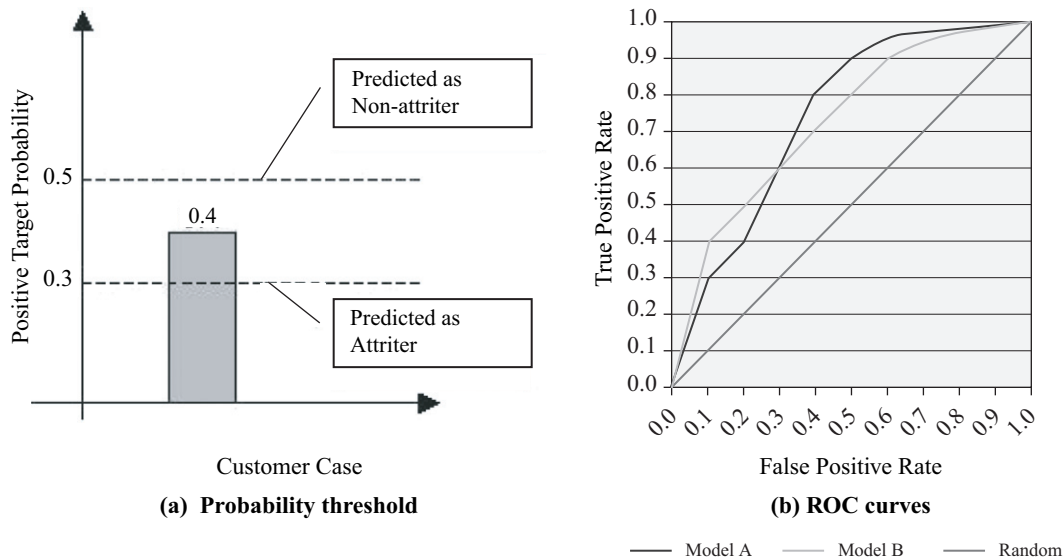 Positive Target Probability
0.5
0.4
0.3
Predicted as
Non-attriter
Predicted as
Attriter
Customer Case
(a) Probability threshold
True Positive Rate
1.0
0.9
0.8
0.7
0.6
0.5
0.4
0.3
0.2
0.1
0.0
0.0
0.1
0.2
0.3
0.4
0.5
0.6
0.7
0.8
0.9
1.0
False Positive Rate
(b) ROC curves
Model A
Model B
Random